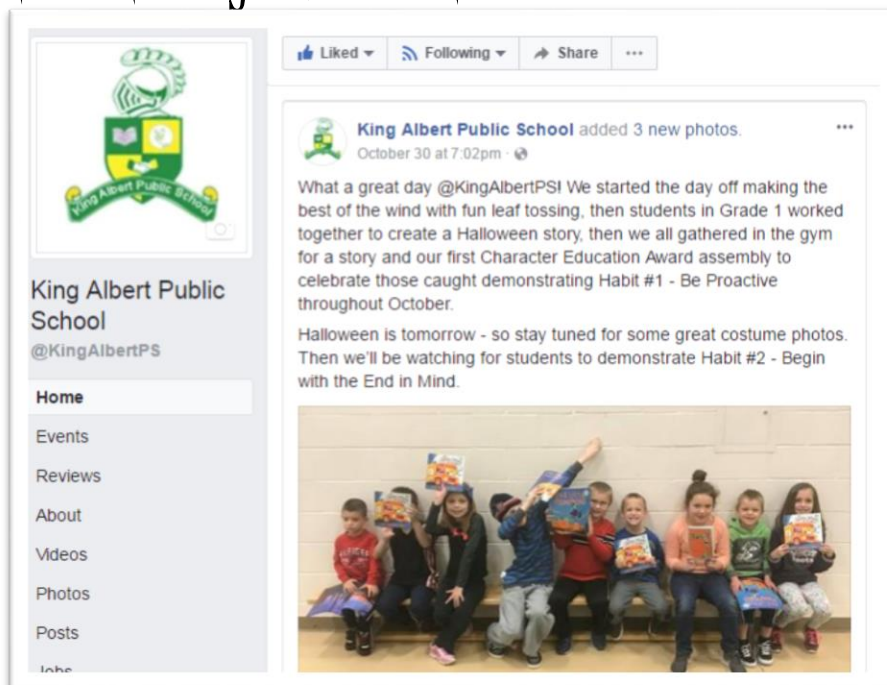 Liked Following Share ...
King Albert Public School
King Albert Public School added 3 new photos.
October 30 at 7:02pm
What a great day @KingAlbertPS! We started the day off making the
best of the wind with fun leaf tossing, then students in Grade 1 worked
together to create a Halloween story, then we all gathered in the gym
for a story and our first Character Education Award assembly to
celebrate those caught demonstrating Habit #1 - Be Proactive
throughout October.
Halloween is tomorrow - so stay tuned for some great costume photos.
Then we'll be watching for students to demonstrate Habit #2 - Begin
with the End in Mind.
King Albert Public
School
@KingAlbertPS
Home
Events
Reviews
About
Videos
Photos
Posts
Jobs